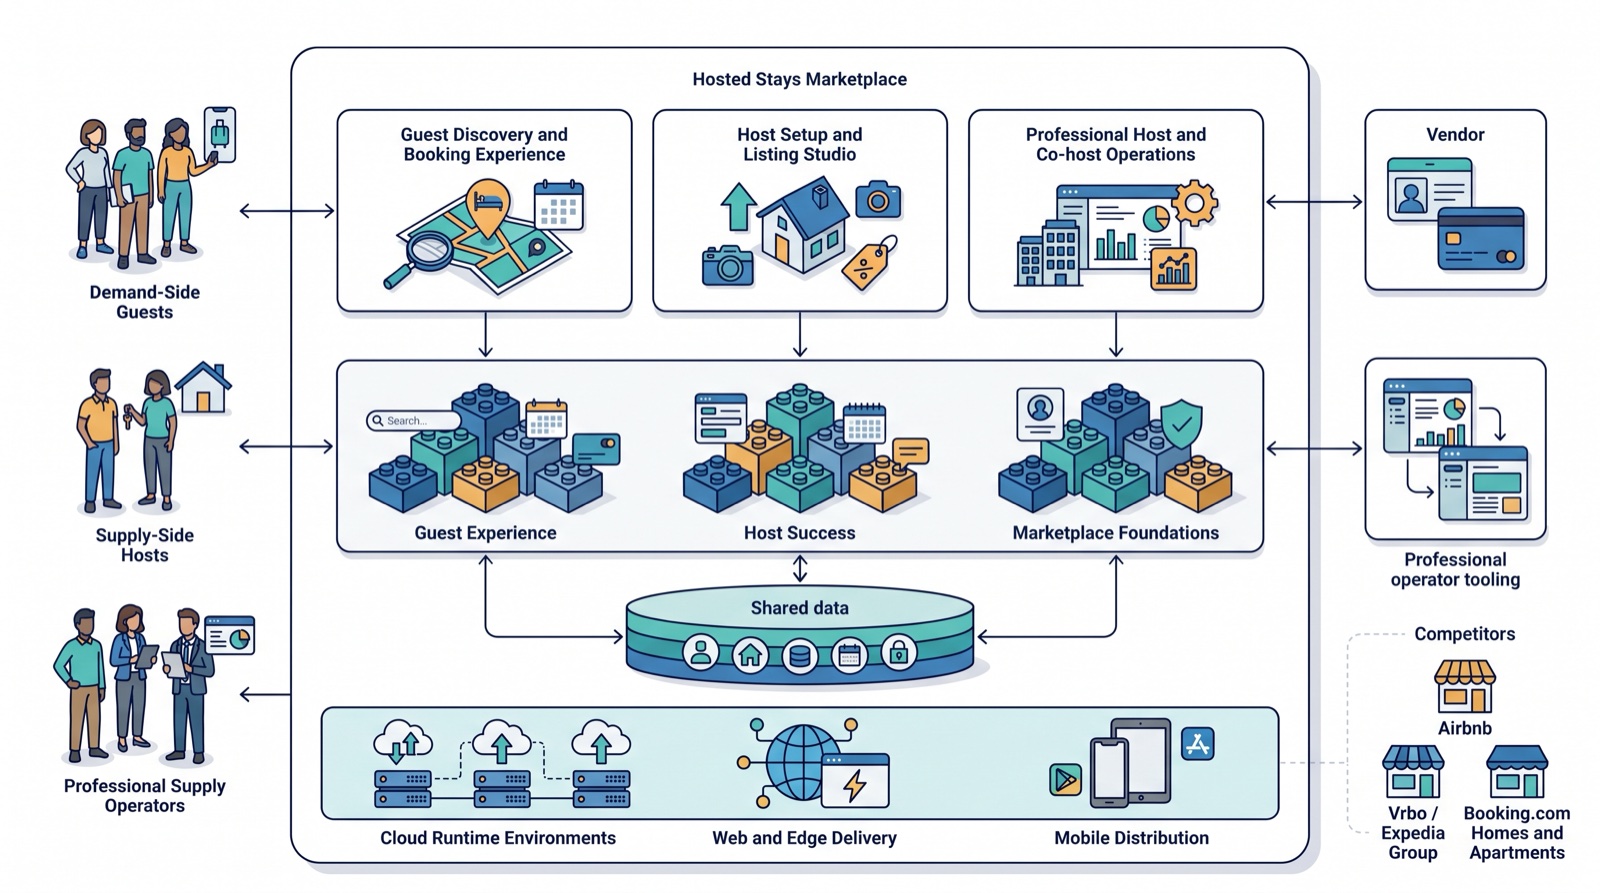 Hosted Stays Marketplace
Guest Discovery and
Booking Experience
Host Setup and
Listing Studio
Professional Host and
Co-host Operations
Vendor
Demand-Side
Guests
Search...
Guest Experience
Host Success
Marketplace Foundations
Supply-Side
Hosts
Professional
operator tooling
Shared data
Competitors
Airbnb
Professional Supply
Operators
Vrbo /
Expedia
Group
Booking.com
Homes and
Apartments
Cloud Runtime Environments
Web and Edge Delivery
Mobile Distribution